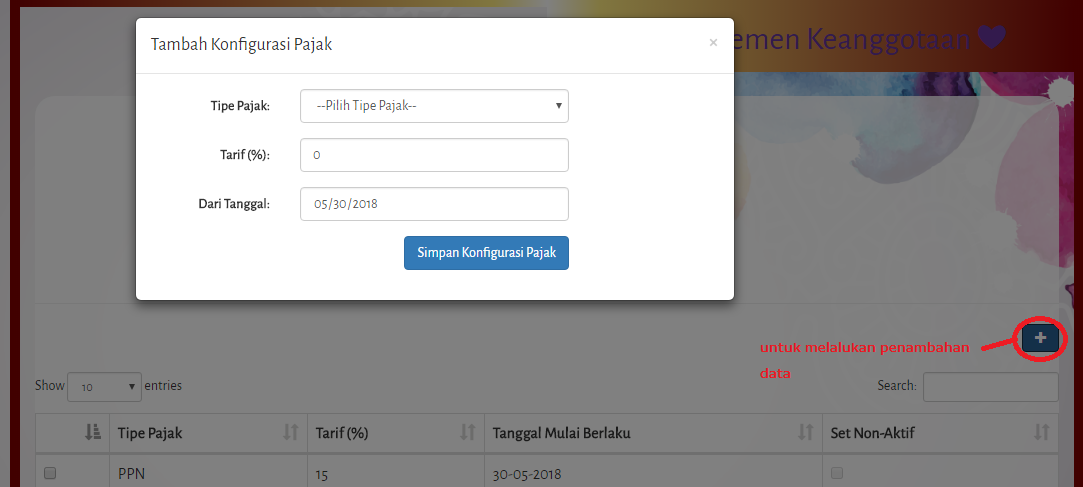 Tambah Konfigurasi Pajak ×
emen Keanggotaan
Tipe Pajak: --Pilih Tipe Pajak--
Tarif (%): 0
Dari Tanggal: 05/30/2018
Simpan Konfigurasi Pajak
untuk melalukan penambahan
data
Show 10 entries Search:
Tipe Pajak Tarif (%) Tanggal Mulai Berlaku Set Non-Aktif
PPN 15 30-05-2018